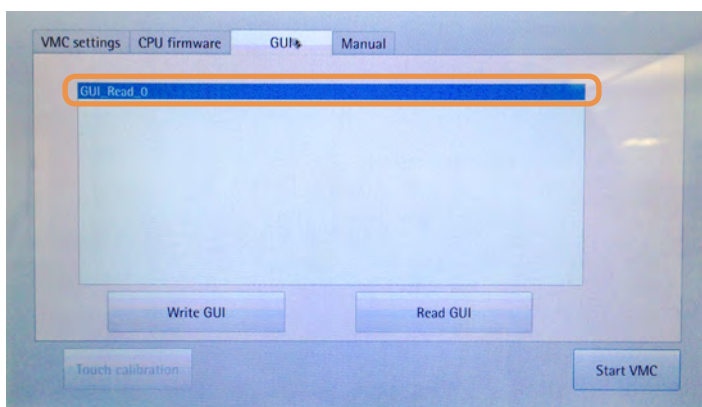 VMC settings CPU firmware GUI Manual
GUI_Read_0
Write GUI Read GUI
Touch calibration Start VMC